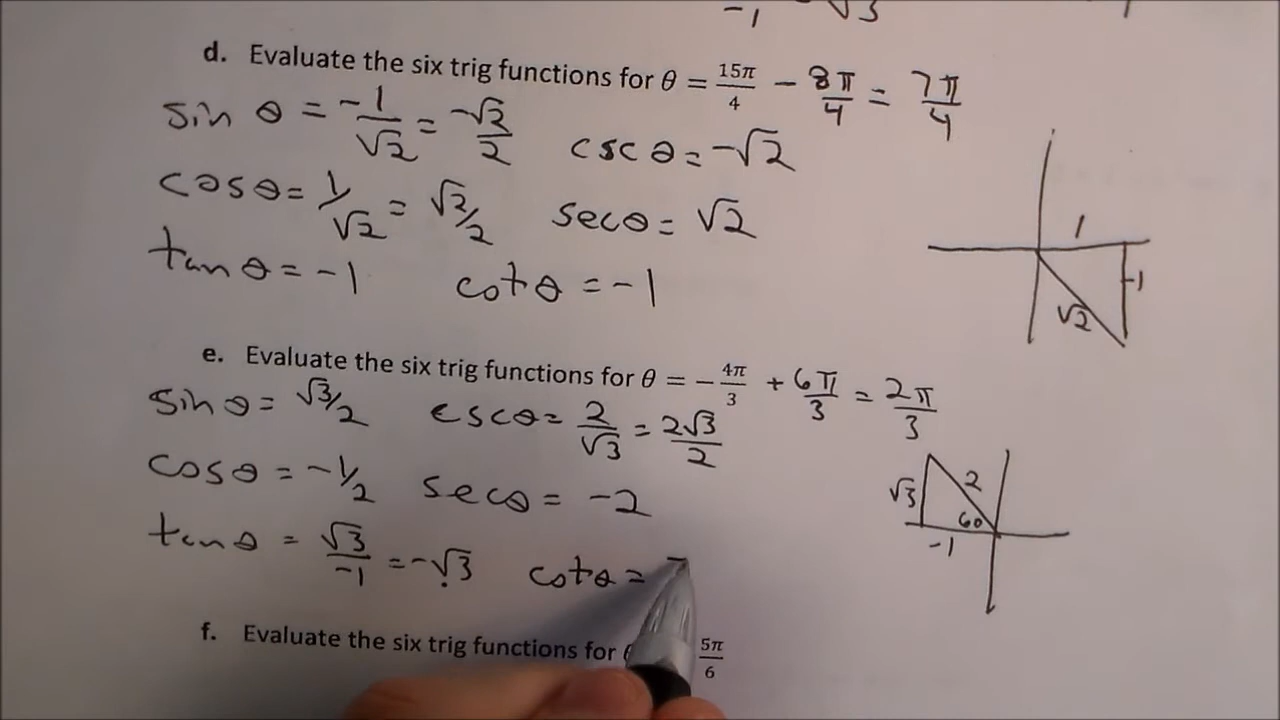 -1 √3
d. Evaluate the six trig functions for θ = 15π/4 - 8π/4 = 7π/4
sin θ = -1/√2 = -√2/2 csc θ = -√2
cos θ = 1/√2 = √2/2 sec θ = √2
tan θ = -1 cot θ = -1
1
-1
√2
e. Evaluate the six trig functions for θ = -4π/3 + 6π/3 = 2π/3
sin θ = √3/2 csc θ = 2/√3 = 2√3/2
cos θ = -1/2 sec θ = -2
tan θ = √3/-1 = -√3 cot θ =
√3 2
60
-1
f. Evaluate the six trig functions for 5π/6